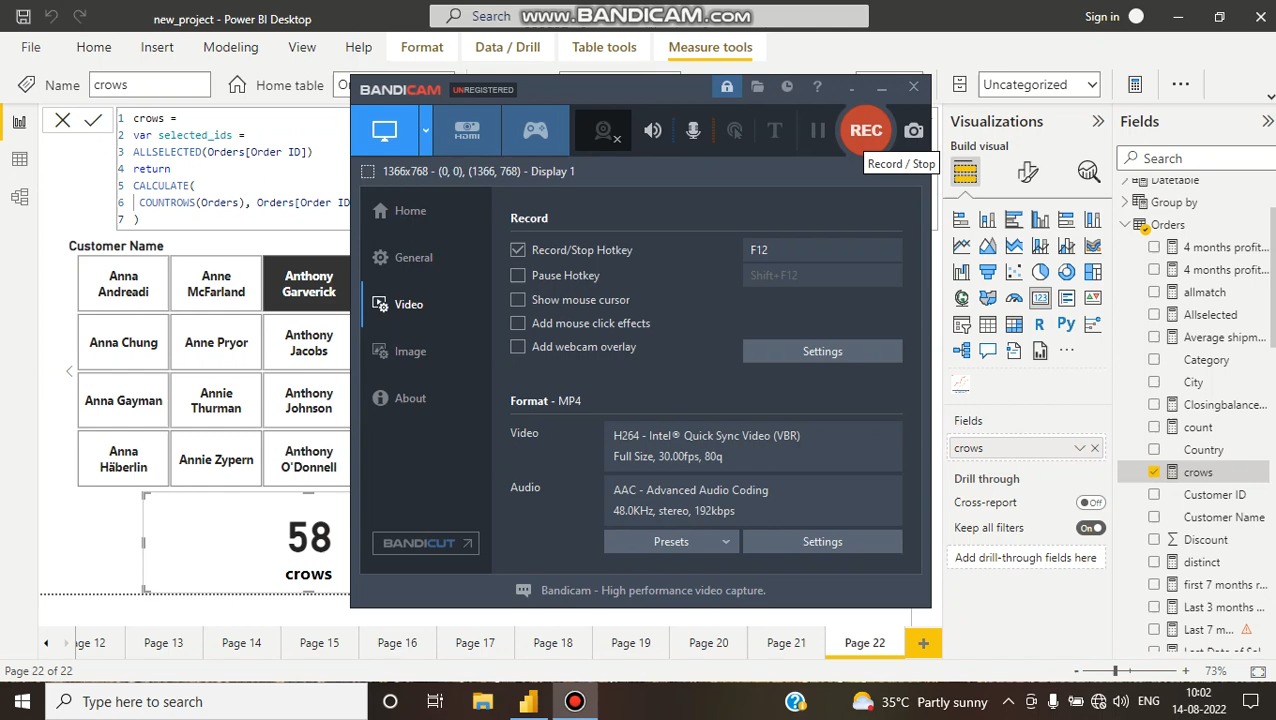 new_project - Power BI Desktop
Search
www.BANDICAM.com
Sign in
File
Home
Insert
Modeling
View
Help
Format
Data / Drill
Table tools
Measure tools
Name
crows
Home table
Uncategorized
crows =
var selected_ids =
ALLSELECTED(Orders[Order ID])
return
CALCULATE(
COUNTROWS(Orders), Orders[Order ID
)
1
2
3
4
5
6
7
Customer Name
Anna Andreadi
Anne McFarland
Anthony Garverick
Anna Chung
Anne Pryor
Anthony Jacobs
Anna Gayman
Annie Thurman
Anthony Johnson
Anna Häberlin
Annie Zypern
Anthony O'Donnell
58
crows
BANDICAM
UNREGISTERED
HDMI
REC
Record / Stop
1366x768 - (0, 0), (1366, 768) - Display 1
Home
General
Video
Image
About
BANDICUT
Record
Record/Stop Hotkey
F12
Pause Hotkey
Shift+F12
Show mouse cursor
Add mouse click effects
Add webcam overlay
Settings
Format - MP4
Video
H264 - Intel® Quick Sync Video (VBR)
Full Size, 30.00fps, 80q
Audio
AAC - Advanced Audio Coding
48.0KHz, stereo, 192kbps
Presets
Settings
Bandicam - High performance video capture.
Visualizations
Build visual
123
R
Py
Fields
crows
Drill through
Cross-report
Off
Keep all filters
On
Add drill-through fields here
Fields
Search
Datetable
Group by
Orders
4 months profit...
4 months profit...
allmatch
Allselected
Average shipm...
Category
City
Closingbalance...
count
Country
crows
Customer ID
Customer Name
Discount
distinct
first 7 months r...
Last 3 months ...
Last 7 m...
age 12
Page 13
Page 14
Page 15
Page 16
Page 17
Page 18
Page 19
Page 20
Page 21
Page 22
Page 22 of 22
73%
Type here to search
35°C Partly sunny
ENG
10:02
14-08-2022